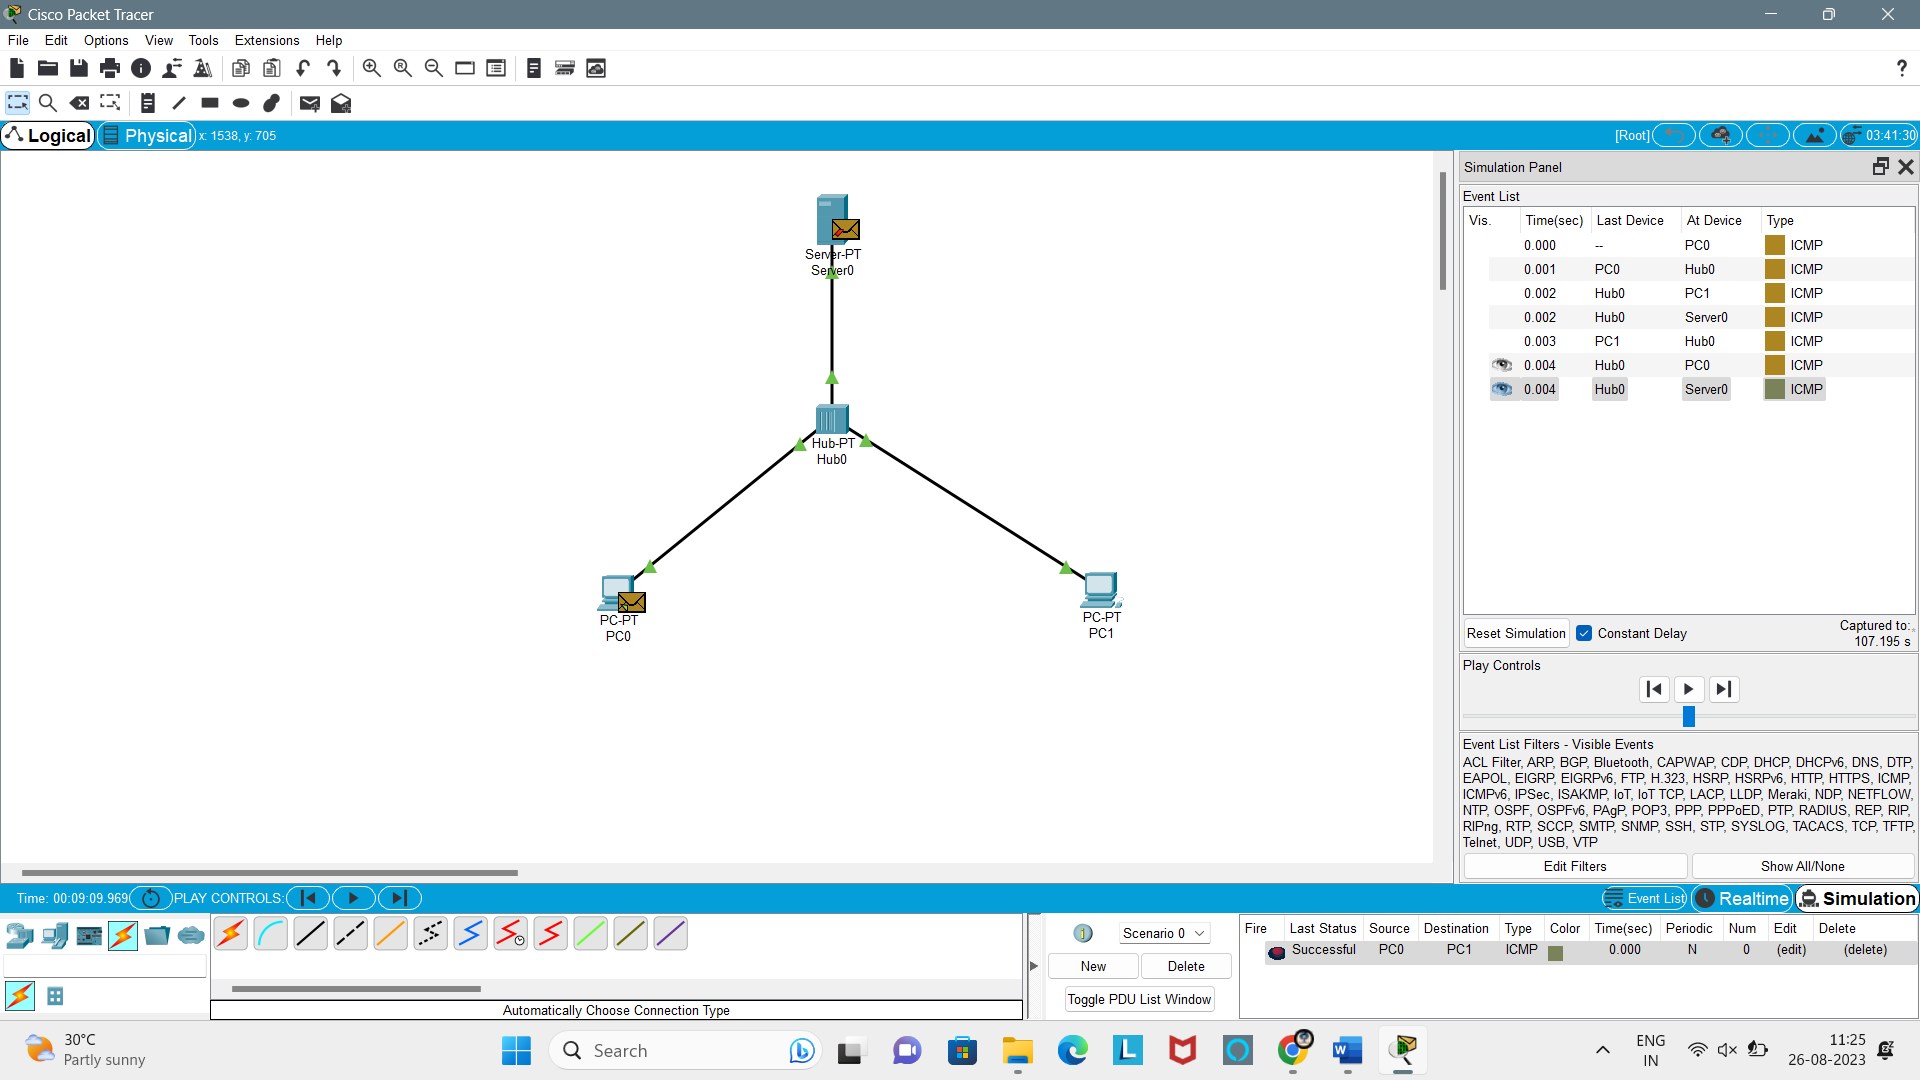 Cisco Packet Tracer
File Edit Options View Tools Extensions Help
?
Logical Physical x: 1538, y: 705 [Root] 03:41:30
Server-PT
Server0
Hub-PT
Hub0
PC-PT
PC0
PC-PT
PC1
Simulation Panel
Event List
Vis. Time(sec) Last Device At Device Type
0.000 -- PC0 ICMP
0.001 PC0 Hub0 ICMP
0.002 Hub0 PC1 ICMP
0.002 Hub0 Server0 ICMP
0.003 PC1 Hub0 ICMP
0.004 Hub0 PC0 ICMP
0.004 Hub0 Server0 ICMP
Reset Simulation Constant Delay Captured to:
107.195 s
Play Controls
Event List Filters - Visible Events
ACL Filter, ARP, BGP, Bluetooth, CAPWAP, CDP, DHCP, DHCPv6, DNS, DTP,
EAPOL, EIGRP, EIGRPv6, FTP, H.323, HSRP, HSRPv6, HTTP, HTTPS, ICMP,
ICMPv6, IPSec, ISAKMP, IoT, IoT TCP, LACP, LLDP, Meraki, NDP, NETFLOW,
NTP, OSPF, OSPFv6, PAgP, POP3, PPP, PPPoED, PTP, RADIUS, REP, RIP,
RIPng, RTP, SCCP, SMTP, SNMP, SSH, STP, SYSLOG, TACACS, TCP, TFTP,
Telnet, UDP, USB, VTP
Edit Filters Show All/None
Time: 00:09:09.969 PLAY CONTROLS: Event List Realtime Simulation
Automatically Choose Connection Type
1 Scenario 0
New Delete
Toggle PDU List Window
Fire Last Status Source Destination Type Color Time(sec) Periodic Num Edit Delete
Successful PC0 PC1 ICMP 0.000 N 0 (edit) (delete)
30°C
Partly sunny
Search
L
W
ENG
IN
11:25
26-08-2023